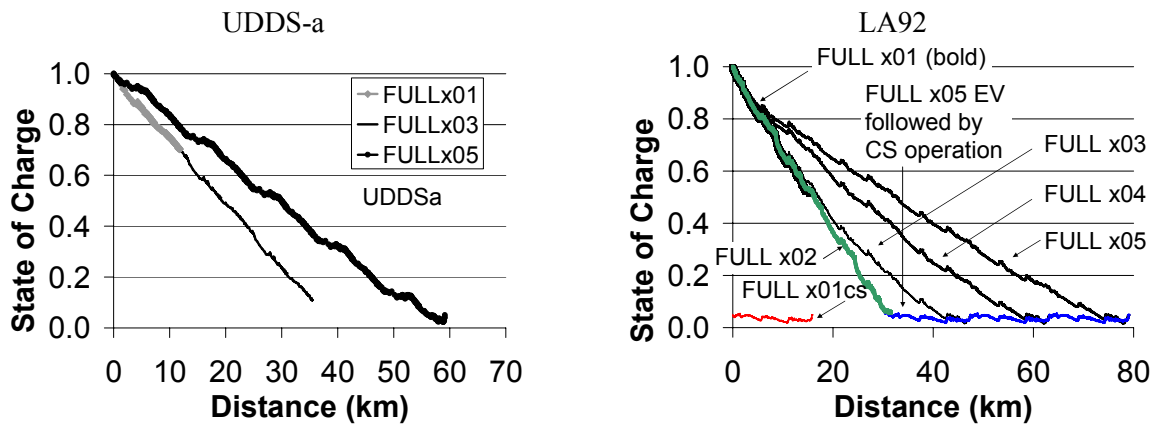 UDDS-a
State of Charge
1.0
0.8
0.6
0.4
0.2
0.0
FULLx01
FULLx03
FULLx05
UDDSa
0 10 20 30 40 50 60 70
Distance (km)
LA92
State of Charge
1.0
0.8
0.6
0.4
0.2
0.0
FULL x01 (bold)
FULL x05 EV
followed by
CS operation
FULL x03
FULL x04
FULL x05
FULL x02
FULL x01cs
0 20 40 60 80
Distance (km)